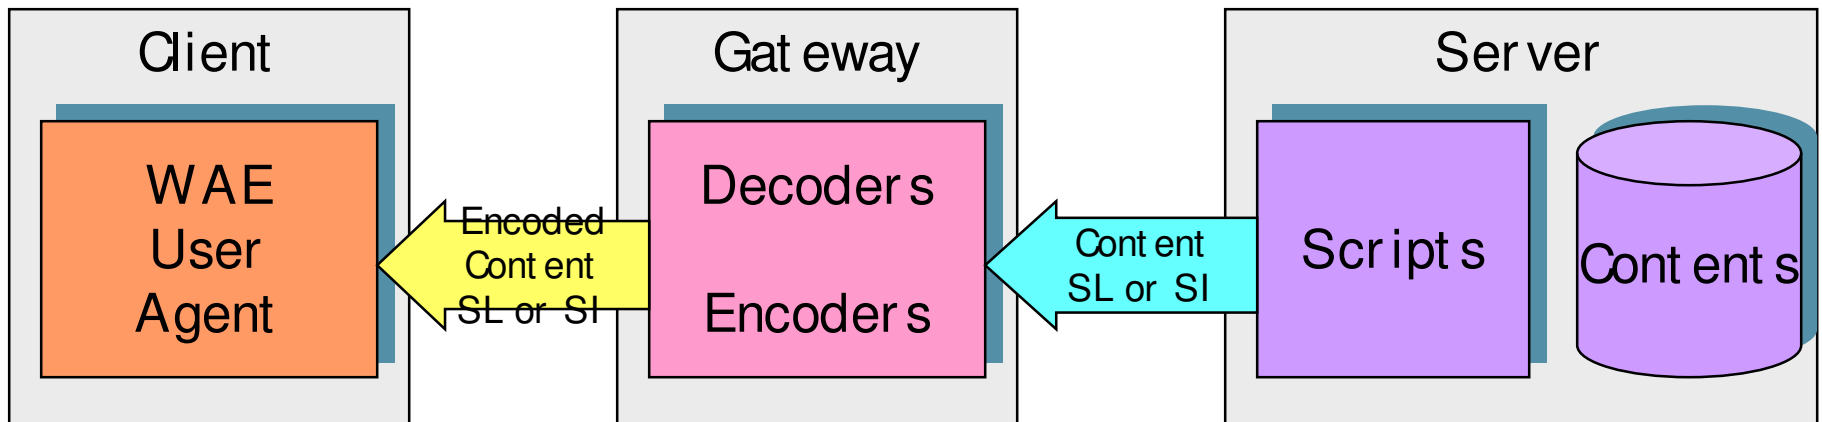 Client
WAE
User
Agent
Encoded
Content
SL or SI
Gateway
Decoders
Encoders
Content
SL or SI
Server
Scripts
Contents